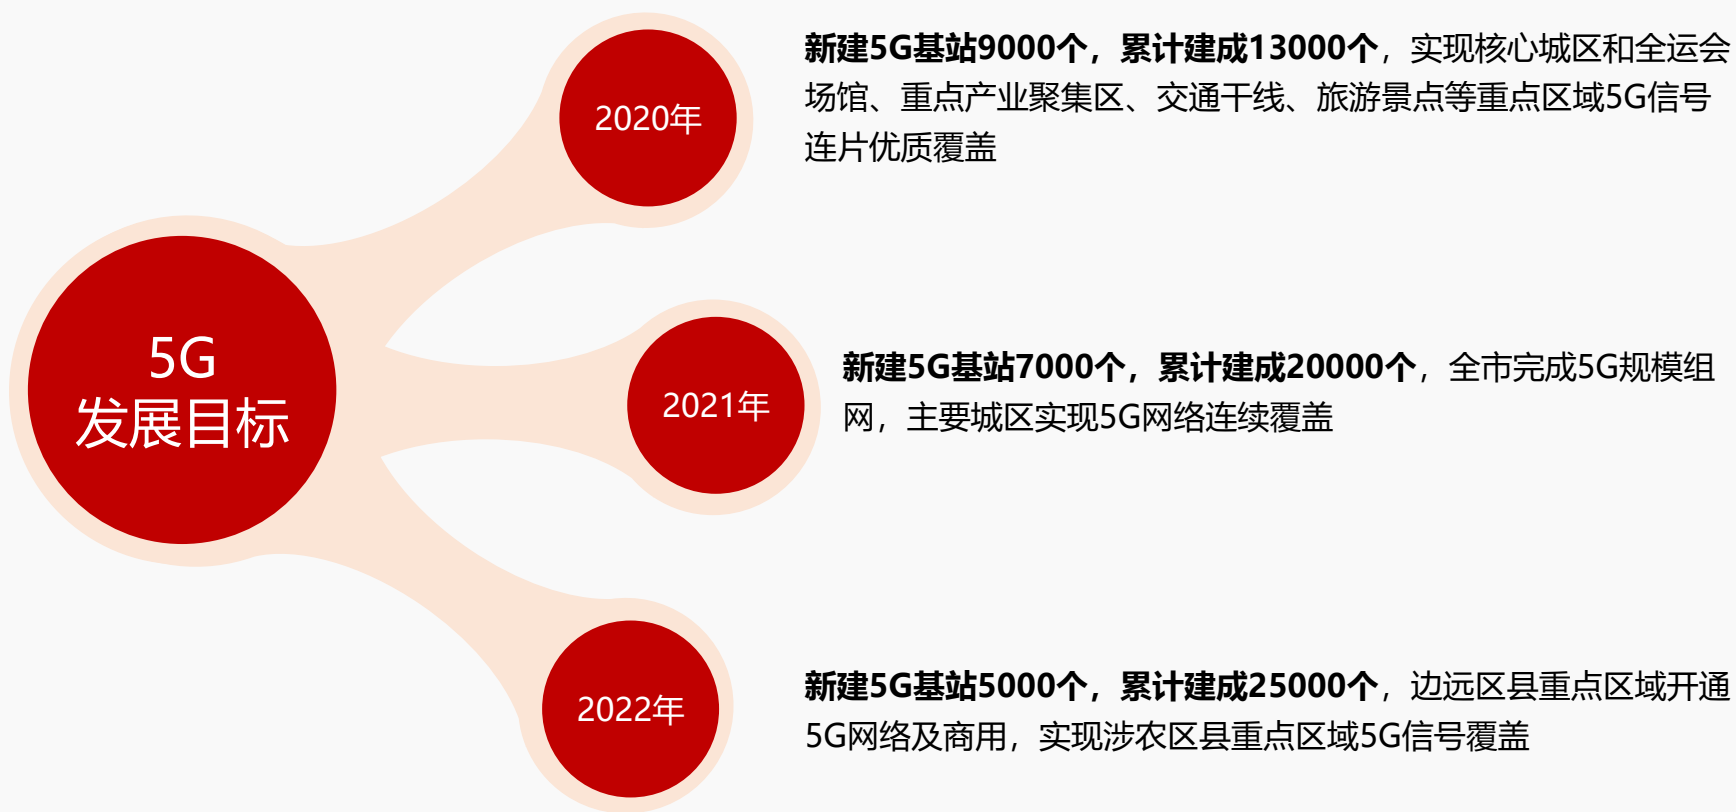 5G
发展目标
2020年
新建5G基站9000个，累计建成13000个，实现核心城区和全运会
场馆、重点产业聚集区、交通干线、旅游景点等重点区域5G信号
连片优质覆盖
2021年
新建5G基站7000个，累计建成20000个，全市完成5G规模组
网，主要城区实现5G网络连续覆盖
2022年
新建5G基站5000个，累计建成25000个，边远区县重点区域开通
5G网络及商用，实现涉农区县重点区域5G信号覆盖